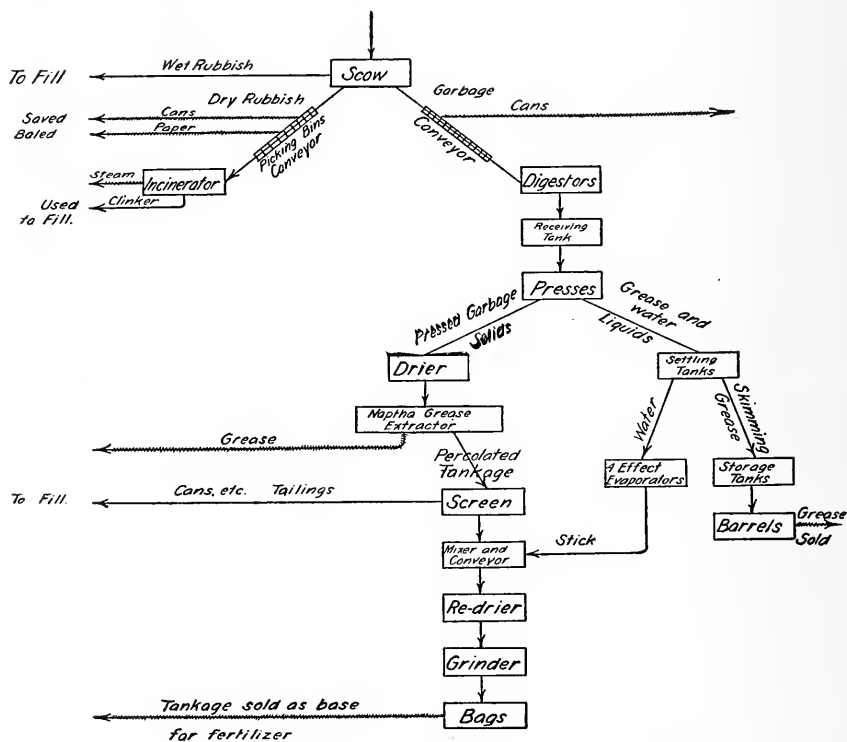 To Fill
Wet Rubbish
Scow
Dry Rubbish
Garbage
Saved
Cans
Baled
Paper
Picking Bins
Conveyor
Conveyor
Cans
Steam
Incinerator
Clinker
Used
to Fill.
Digestors
Receiving
Tank
Presses
Pressed Garbage
Solids
Grease and
water
Liquids
Drier
Settling
Tanks
Naptha Grease
Extractor
Grease
Percolated
Tankage
Water
Skimming
Grease
4 Effect
Evaporators
Storage
Tanks
To Fill.
Cans, etc. Tailings
Screen
Barrels
Grease
Sold
Mixer and
Conveyor
Stick
Re-drier
Grinder
Tankage sold as base
for fertilizer
Bags